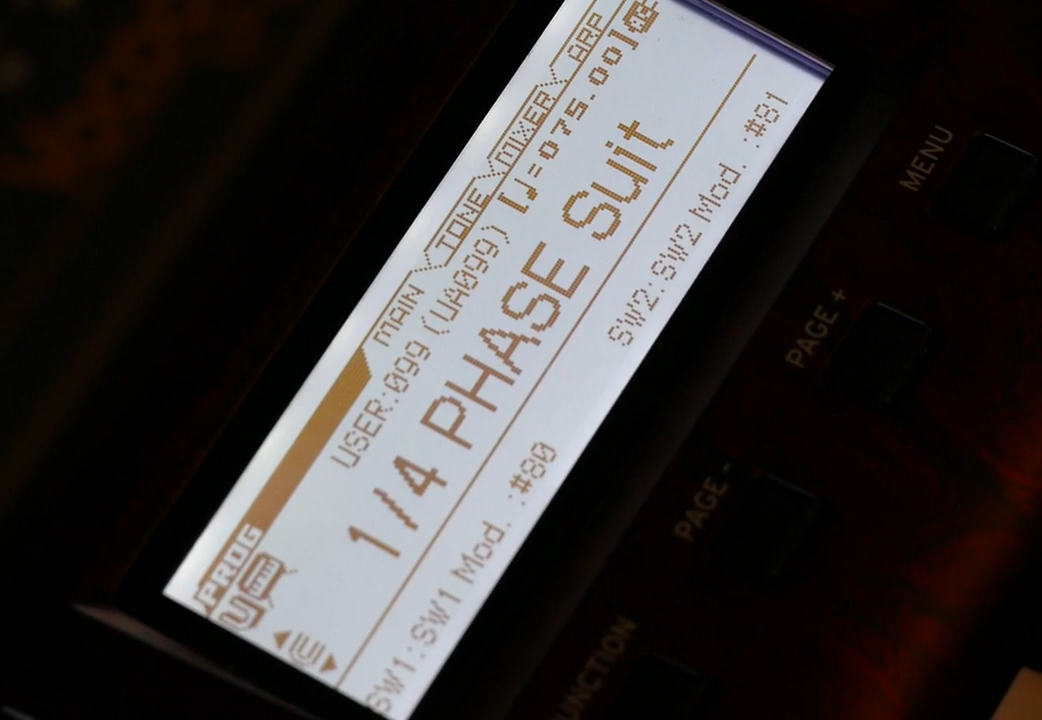 PROG MAIN TONE MIXER ARP
U USER:099 (UA099) [♩=075.00]
U 1/4 PHASE Suit
SW1:SW1 Mod. :#80 SW2:SW2 Mod. :#81
MENU
PAGE +
PAGE -
FUNCTION